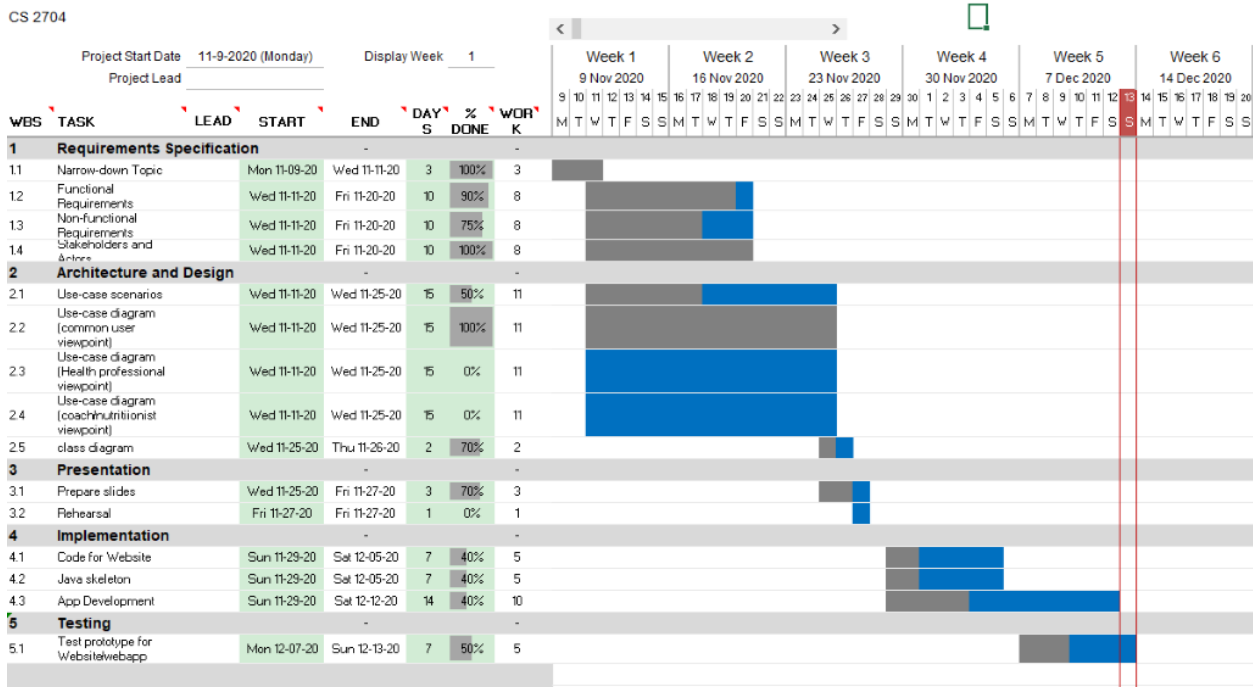 CS 2704
Project Start Date 11-9-2020 (Monday) Display Week 1 Week 1 Week 2 Week 3 Week 4 Week 5 Week 6
Project Lead 9 Nov 2020 16 Nov 2020 23 Nov 2020 30 Nov 2020 7 Dec 2020 14 Dec 2020
9 10 11 12 13 14 15 16 17 18 19 20 21 22 23 24 25 26 27 28 29 30 1 2 3 4 5 6 7 8 9 10 11 12 13 14 15 16 17 18 19 20
WBS TASK LEAD START END DAYS % DONE WORK M T W T F S S M T W T F S S M T W T F S S M T W T F S S M T W T F S S M T W T F S S
1 Requirements Specification - -
1.1 Narrow-down Topic Mon 11-09-20 Wed 11-11-20 3 100% 3
1.2 Functional Requirements Wed 11-11-20 Fri 11-20-20 10 90% 8
1.3 Non-functional Requirements Wed 11-11-20 Fri 11-20-20 10 75% 8
1.4 Stakeholders and Actors Wed 11-11-20 Fri 11-20-20 10 100% 8
2 Architecture and Design - -
2.1 Use-case scenarios Wed 11-11-20 Wed 11-25-20 15 50% 11
2.2 Use-case diagram (common user viewpoint) Wed 11-11-20 Wed 11-25-20 15 100% 11
2.3 Use-case diagram (Health professional viewpoint) Wed 11-11-20 Wed 11-25-20 15 0% 11
2.4 Use-case diagram (coach/nutritiionist viewpoint) Wed 11-11-20 Wed 11-25-20 15 0% 11
2.5 class diagram Wed 11-25-20 Thu 11-26-20 2 70% 2
3 Presentation - -
3.1 Prepare slides Wed 11-25-20 Fri 11-27-20 3 70% 3
3.2 Rehearsal Fri 11-27-20 Fri 11-27-20 1 0% 1
4 Implementation - -
4.1 Code for Website Sun 11-29-20 Sat 12-05-20 7 40% 5
4.2 Java skeleton Sun 11-29-20 Sat 12-05-20 7 40% 5
4.3 App Development Sun 11-29-20 Sat 12-12-20 14 40% 10
5 Testing - -
5.1 Test prototype for Website/webapp Mon 12-07-20 Sun 12-13-20 7 50% 5